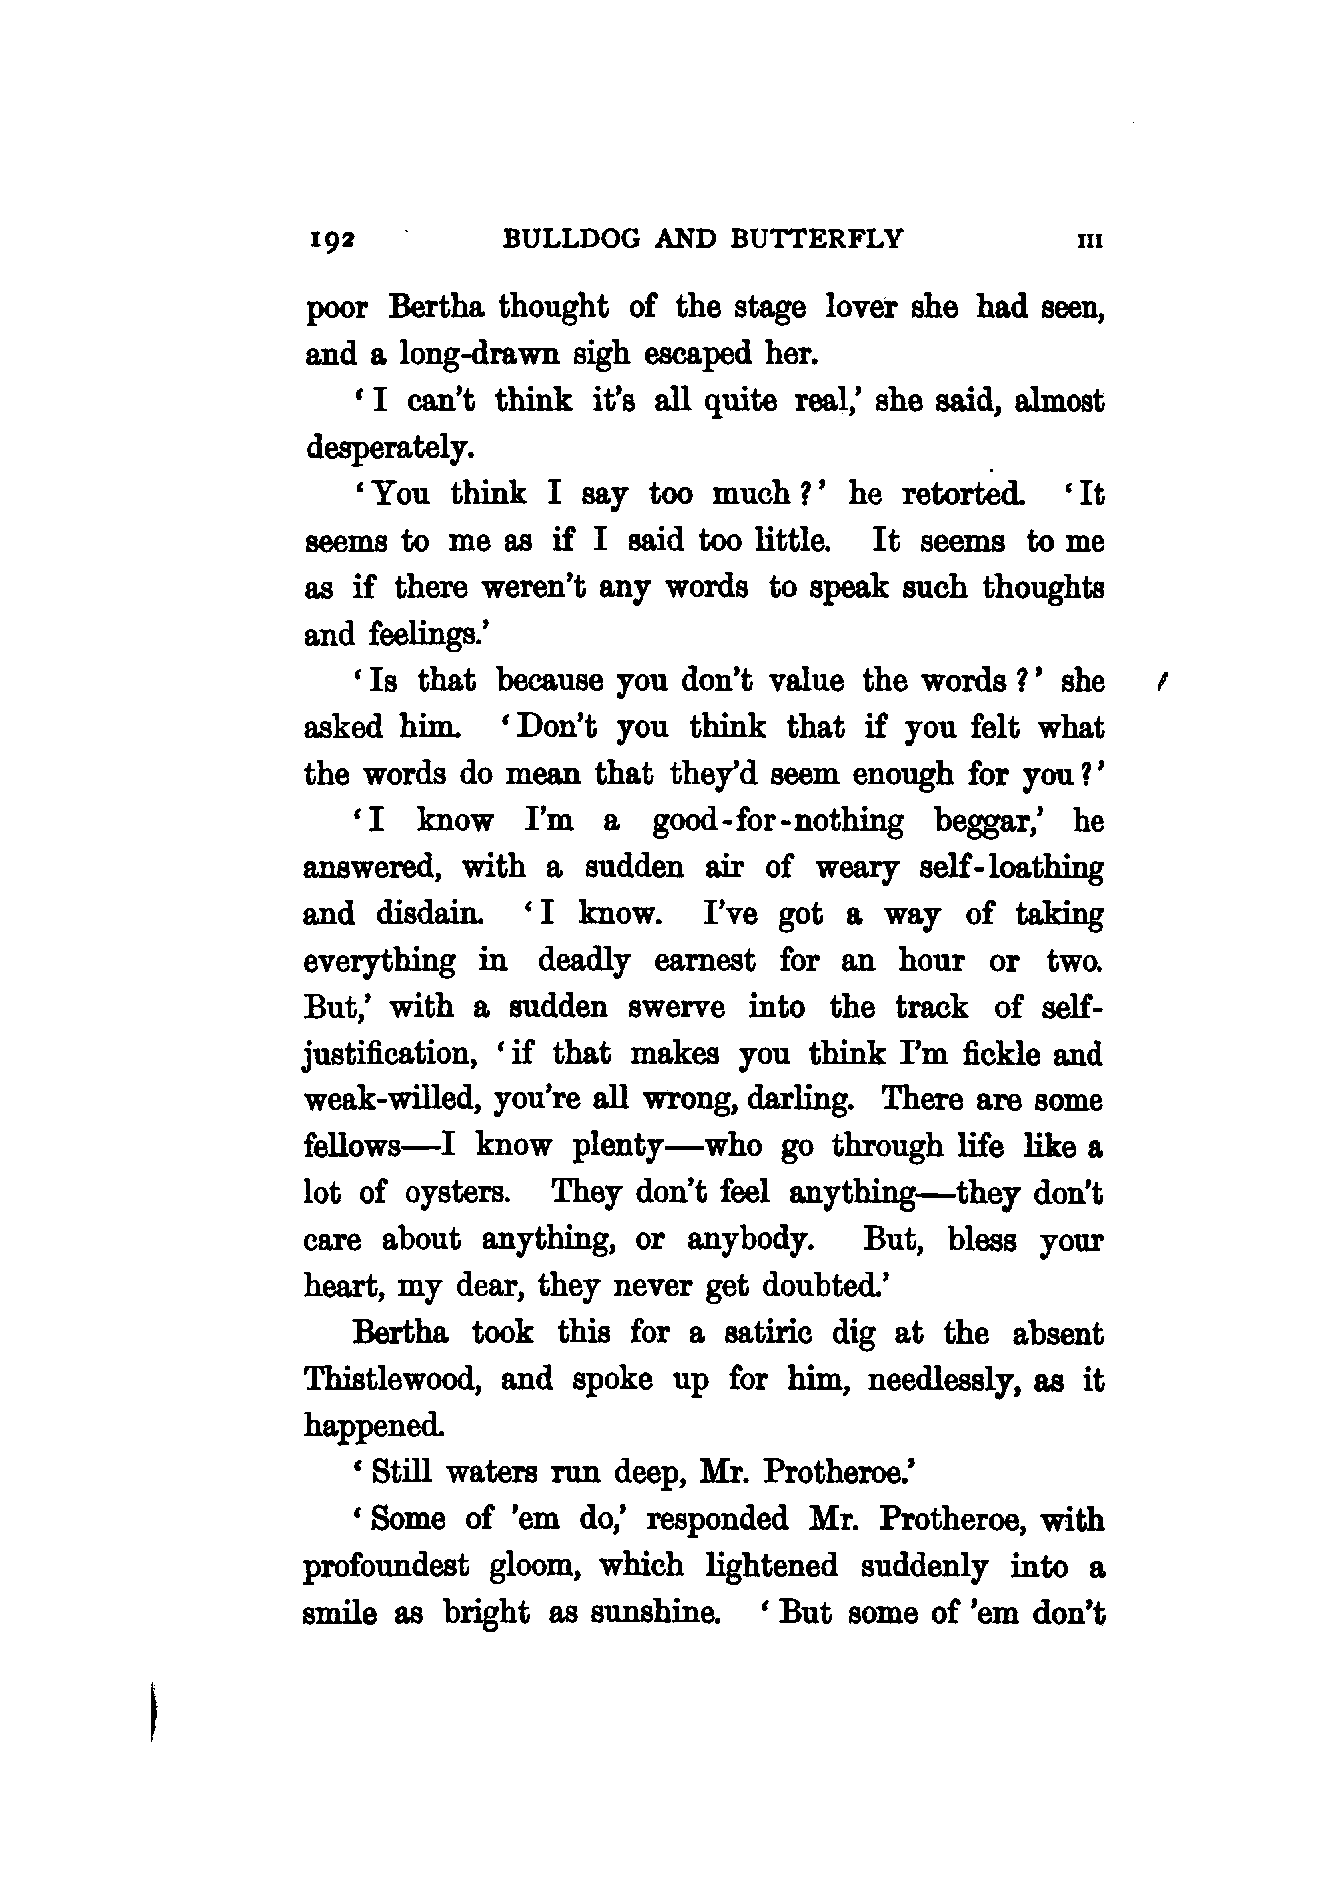 192 BULLDOG AND BUTTERFLY III
poor Bertha thought of the stage lover she had seen,
and a long-drawn sigh escaped her.
‘I can’t think it’s all quite real,’ she said, almost
desperately.
‘You think I say too much?’ he retorted. ‘It
seems to me as if I said too little. It seems to me
as if there weren’t any words to speak such thoughts
and feelings.’
‘Is that because you don’t value the words?’ she
asked him. ‘Don’t you think that if you felt what
the words do mean that they’d seem enough for you?’
‘I know I’m a good-for-nothing beggar,’ he
answered, with a sudden air of weary self-loathing
and disdain. ‘I know. I’ve got a way of taking
everything in deadly earnest for an hour or two.
But,’ with a sudden swerve into the track of self-
justification, ‘if that makes you think I’m fickle and
weak-willed, you’re all wrong, darling. There are some
fellows—I know plenty—who go through life like a
lot of oysters. They don’t feel anything—they don’t
care about anything, or anybody. But, bless your
heart, my dear, they never get doubted.’
Bertha took this for a satiric dig at the absent
Thistlewood, and spoke up for him, needlessly, as it
happened.
‘Still waters run deep, Mr. Protheroe.’
‘Some of ’em do,’ responded Mr. Protheroe, with
profoundest gloom, which lightened suddenly into a
smile as bright as sunshine. ‘But some of ’em don’t